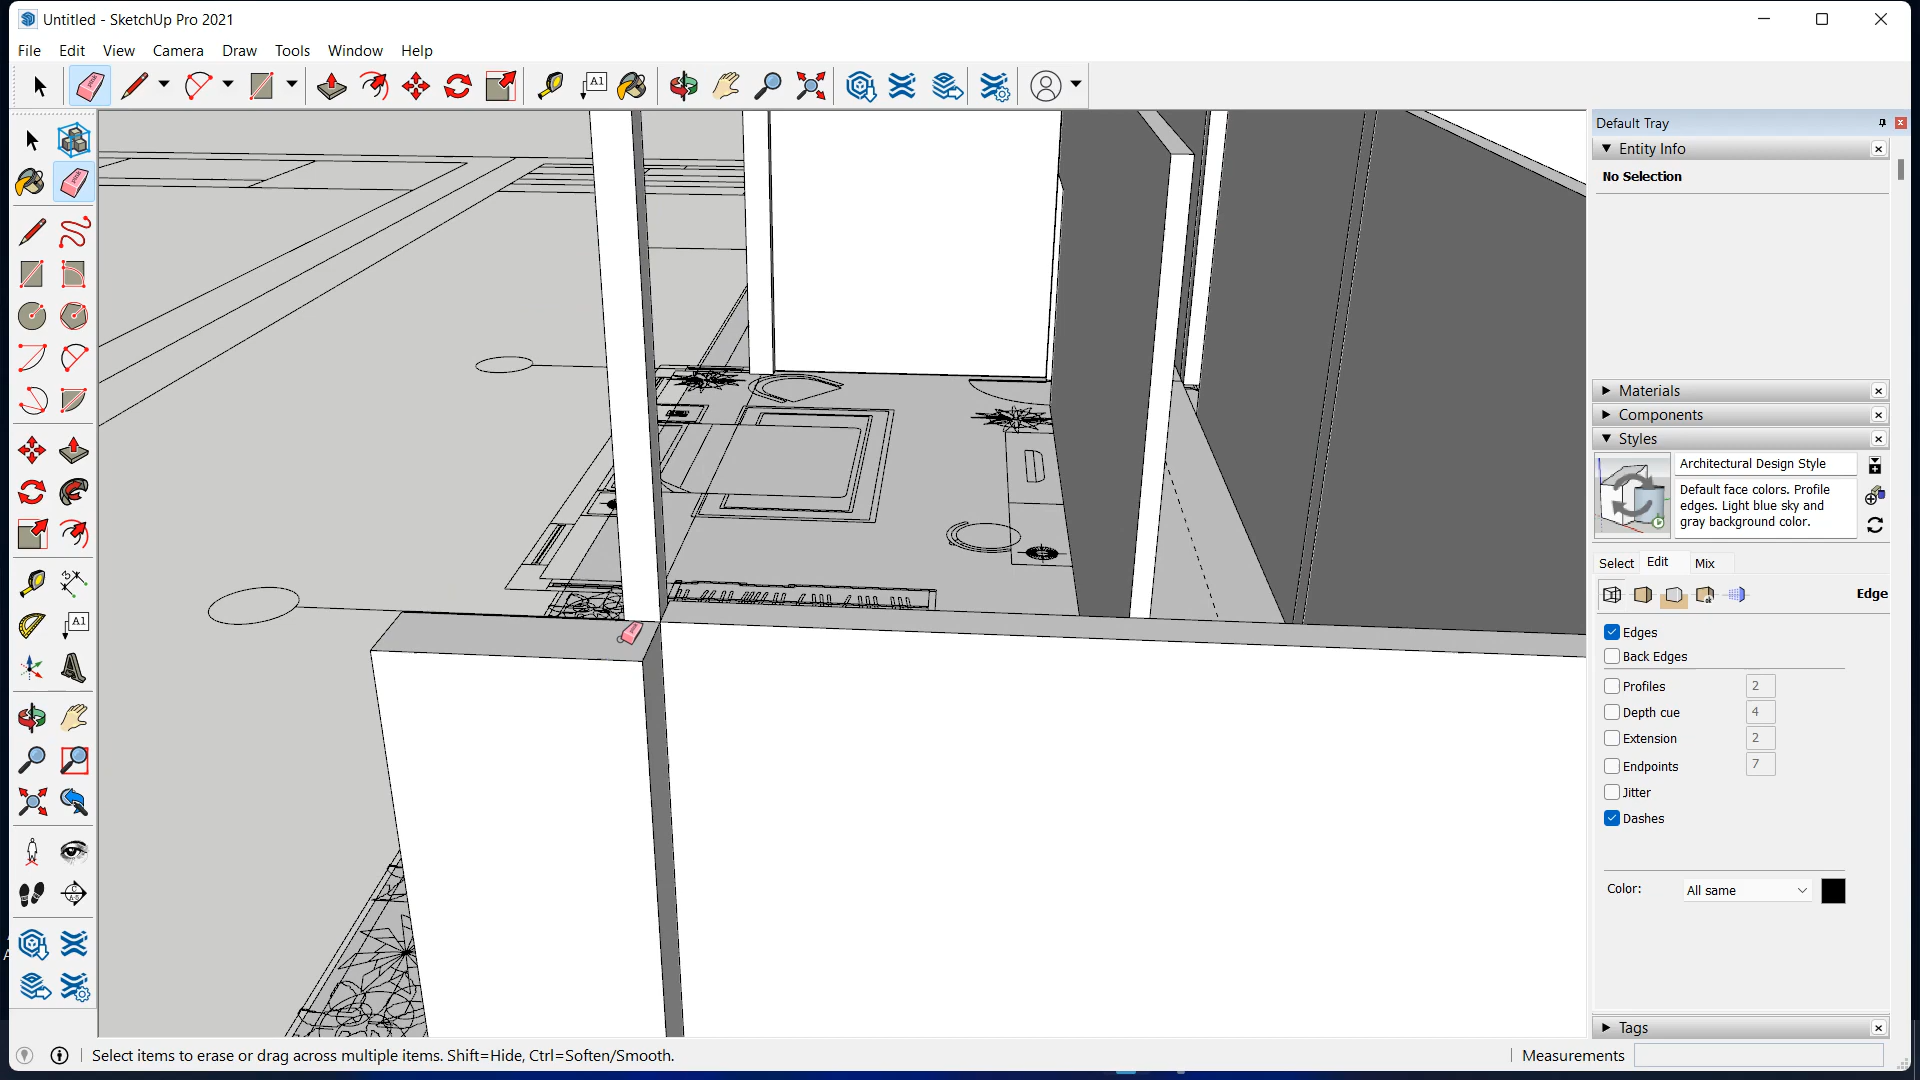 Untitled - SketchUp Pro 2021
File Edit View Camera Draw Tools Window Help
A1
Default Tray
Entity Info
No Selection
A1
Materials
Components
Styles
Architectural Design Style
Default face colors. Profile
edges. Light blue sky and
gray background color.
Select Edit Mix
Edge
Edges
Back Edges
Profiles 2
Depth cue 4
Extension 2
Endpoints 7
Jitter
Dashes
Color: All same
Tags
Select items to erase or drag across multiple items. Shift=Hide, Ctrl=Soften/Smooth.
Measurements